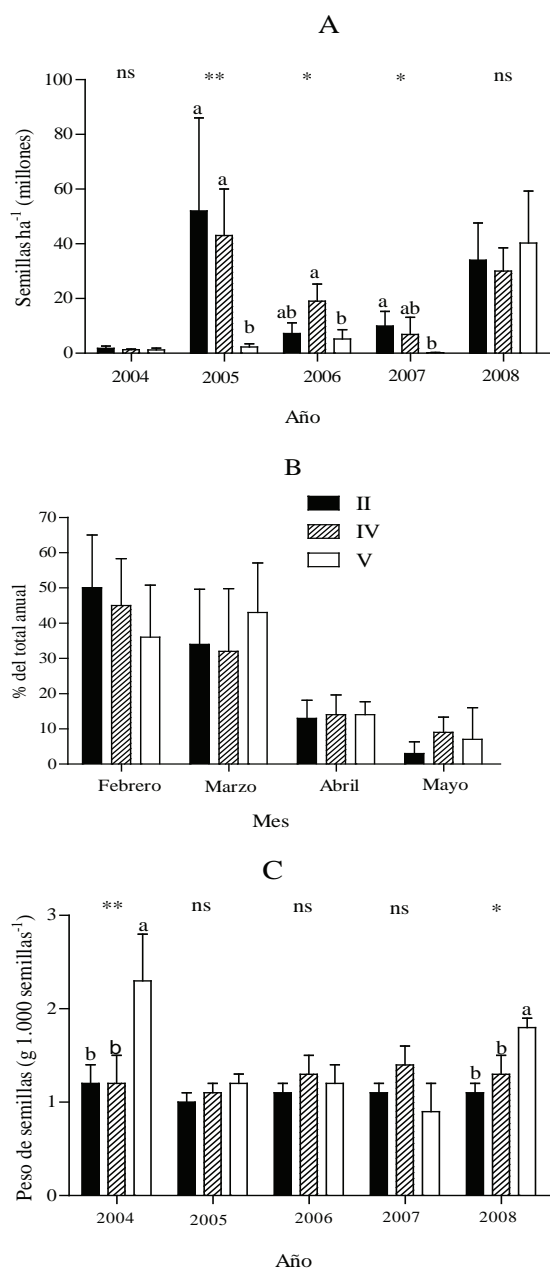 A
ns ** * * ns
Semillas ha⁻¹ (millones)
100
80
60
40
20
0
a a b
ab a b
a ab b
2004 2005 2006 2007 2008
Año
B
% del total anual
70
60
50
40
30
20
10
0
II
IV
V
Febrero Marzo Abril Mayo
Mes
C
** ns ns ns *
Peso de semillas (g 1.000 semillas⁻¹)
3
2
1
0
b b a
b b a
2004 2005 2006 2007 2008
Año